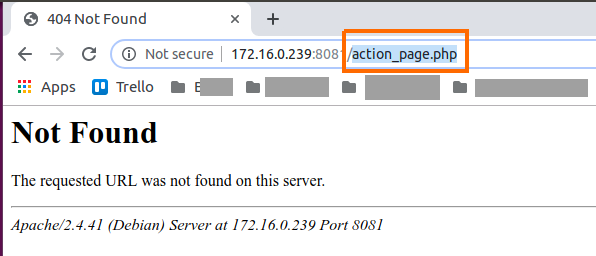 404 Not Found
Not secure 172.16.0.239:8081/action_page.php
Apps Trello
Not Found
The requested URL was not found on this server.
Apache/2.4.41 (Debian) Server at 172.16.0.239 Port 8081